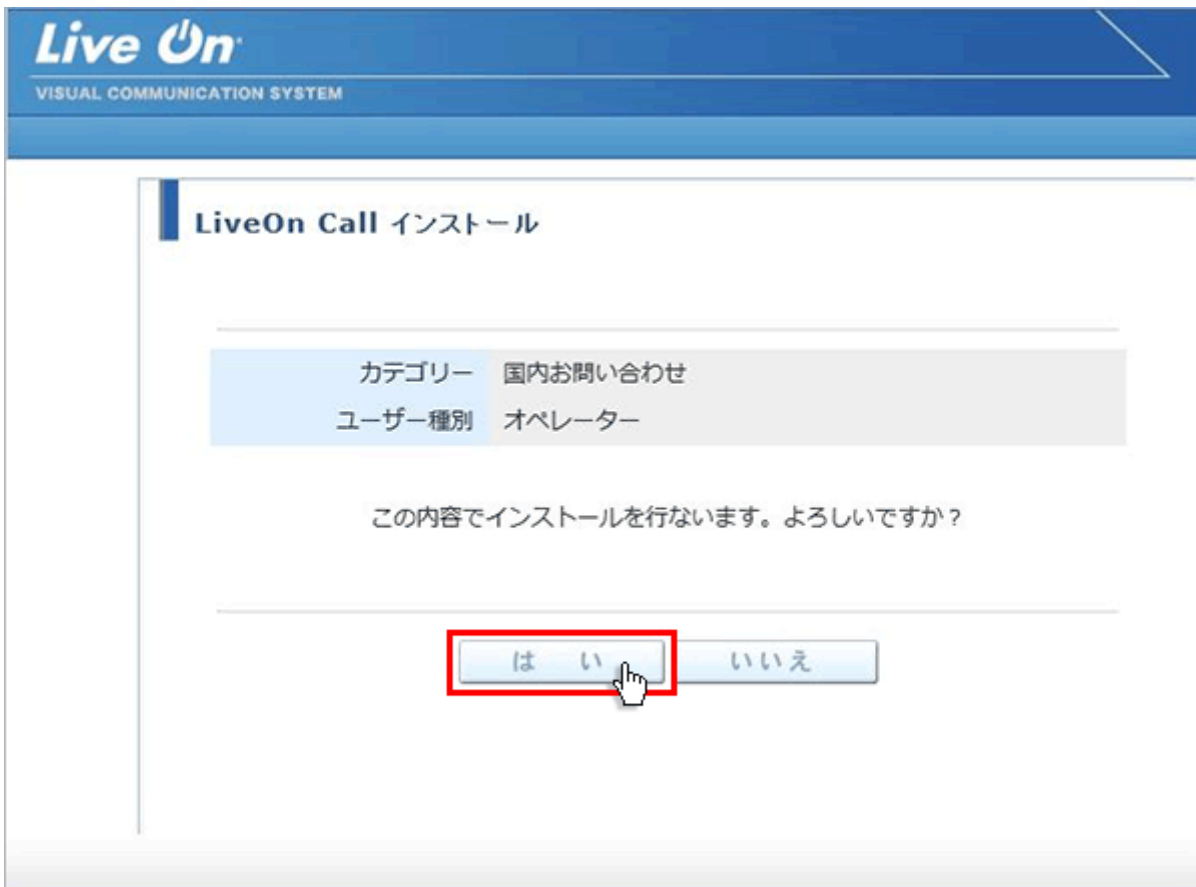 Live On
VISUAL COMMUNICATION SYSTEM
LiveOn Call インストール
カテゴリー 国内お問い合わせ
ユーザー種別 オペレーター
この内容でインストールを行ないます。よろしいですか？
は い いいえ